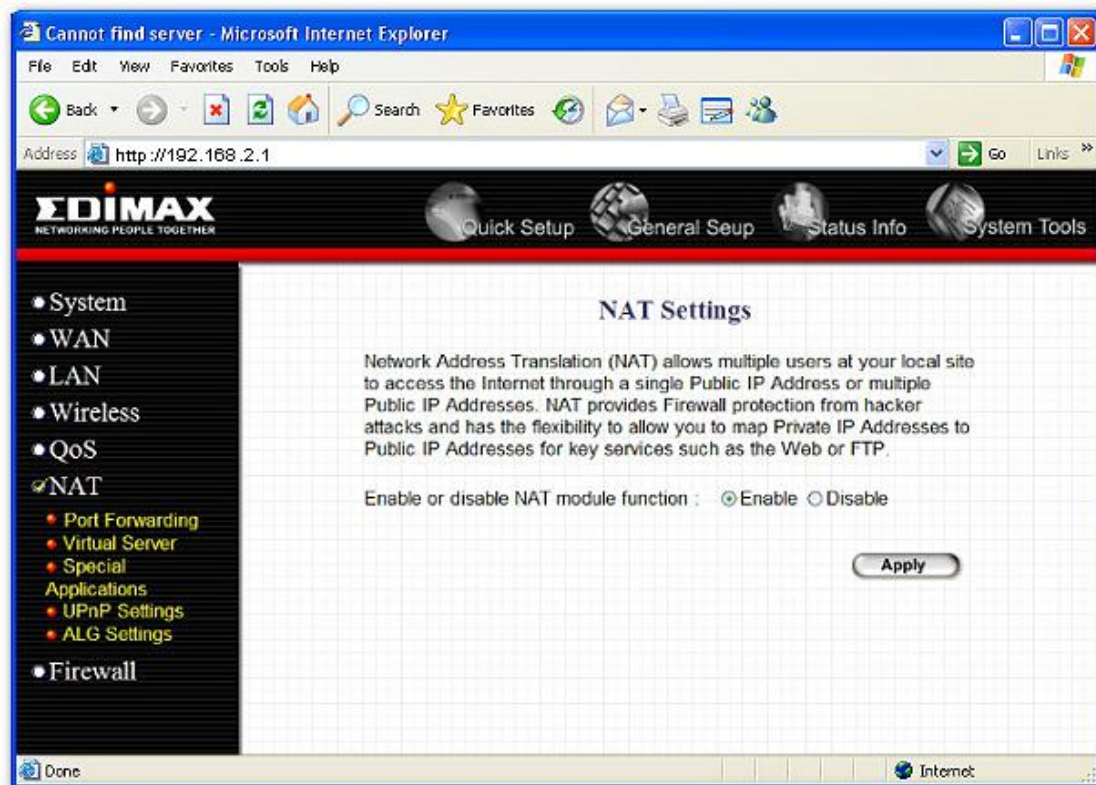 Cannot find server - Microsoft Internet Explorer
File Edit View Favorites Tools Help
Back Search Favorites
Address http://192.168.2.1 Go Links »
EDIMAX
NETWORKING PEOPLE TOGETHER
Quick Setup General Seup Status Info System Tools
System
WAN
LAN
Wireless
QoS
NAT
Port Forwarding
Virtual Server
Special
Applications
UPnP Settings
ALG Settings
Firewall
NAT Settings
Network Address Translation (NAT) allows multiple users at your local site
to access the Internet through a single Public IP Address or multiple
Public IP Addresses. NAT provides Firewall protection from hacker
attacks and has the flexibility to allow you to map Private IP Addresses to
Public IP Addresses for key services such as the Web or FTP.
Enable or disable NAT module function : Enable Disable
Apply
Done Internet